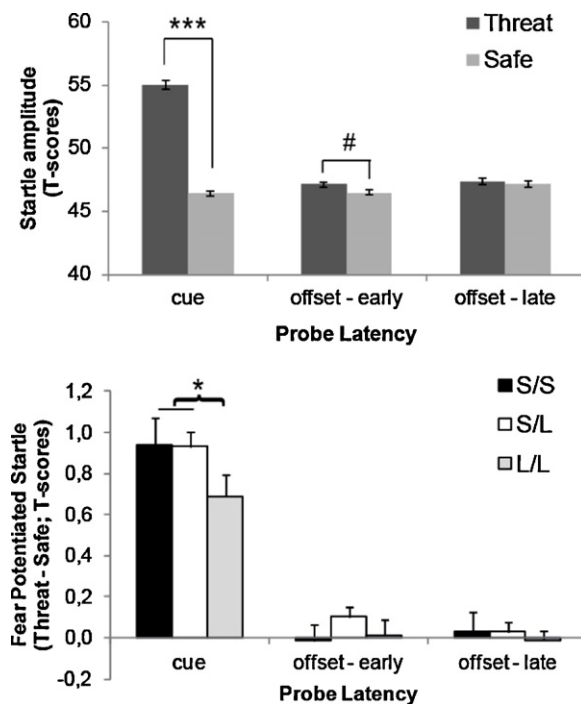 60
55
50
45
40
Startle amplitude
(T-scores)
***
#
Threat
Safe
cue offset - early offset - late
Probe Latency
1,2
1,0
0,8
0,6
0,4
0,2
0,0
-0,2
Fear Potentiated Startle
(Threat - Safe; T-scores)
*
S/S
S/L
L/L
cue offset - early offset - late
Probe Latency